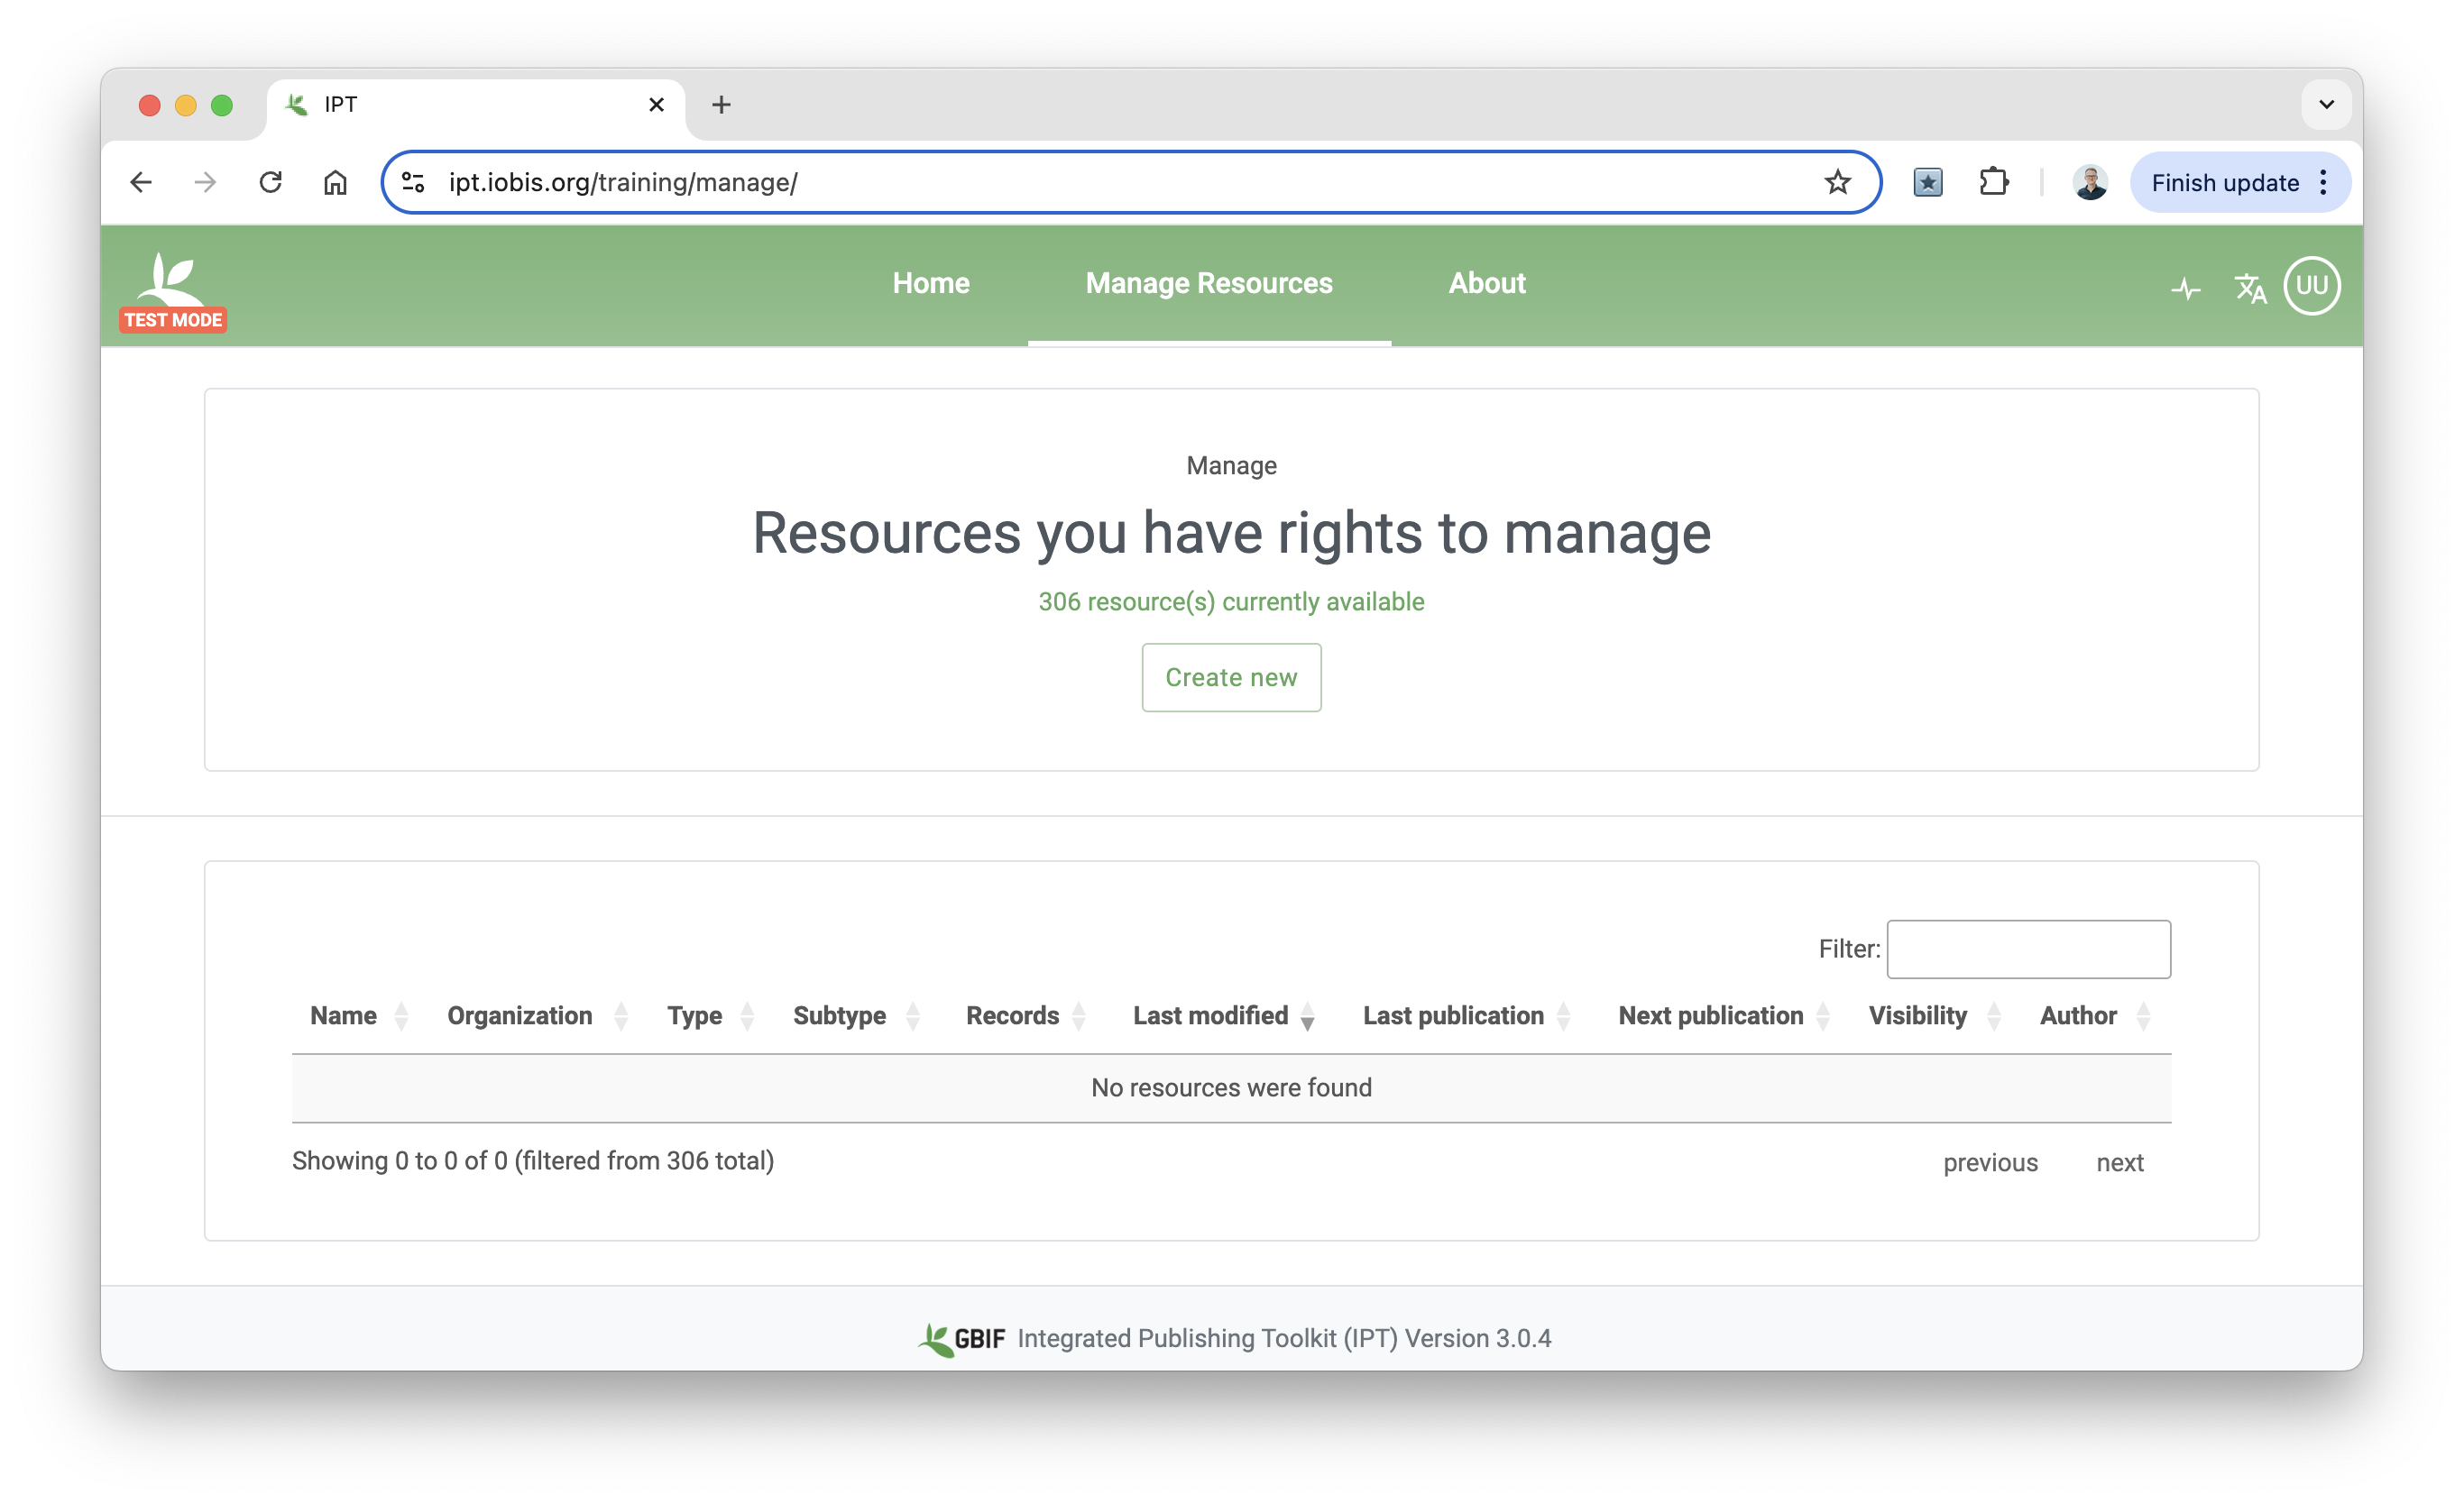 IPT
ipt.iobis.org/training/manage/
Finish update
TEST MODE
Home Manage Resources About
UU
Manage
Resources you have rights to manage
306 resource(s) currently available
Create new
Filter:
Name Organization Type Subtype Records Last modified Last publication Next publication Visibility Author
No resources were found
Showing 0 to 0 of 0 (filtered from 306 total)
previous next
GBIF Integrated Publishing Toolkit (IPT) Version 3.0.4